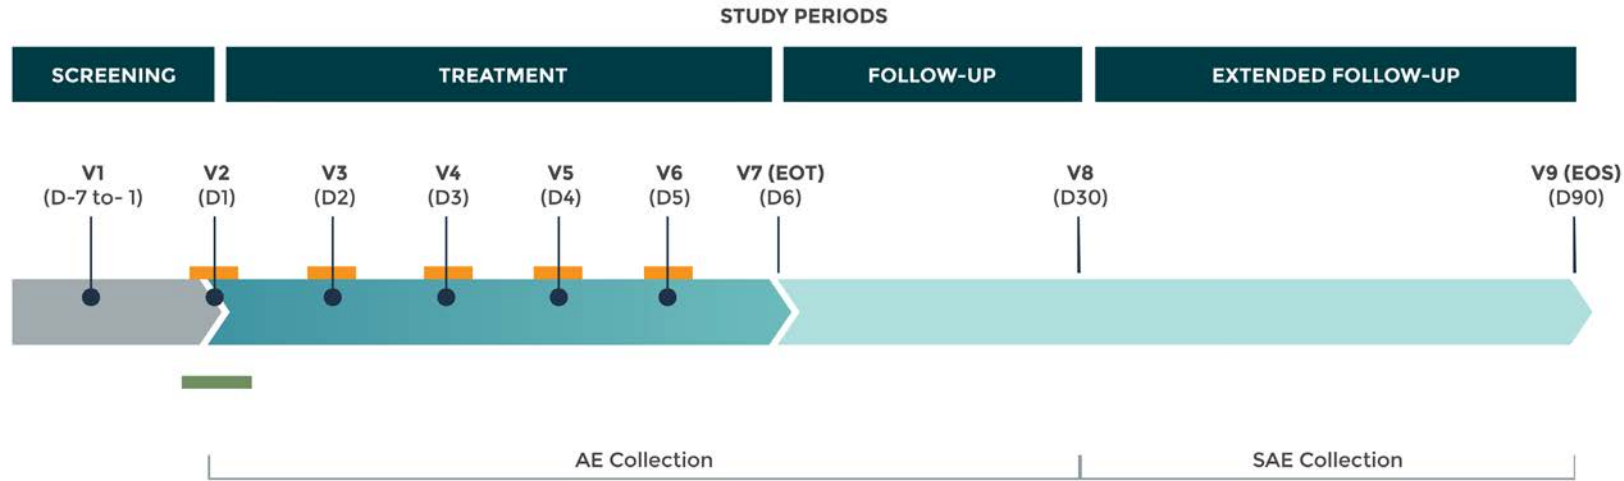 STUDY PERIODS
SCREENING TREATMENT FOLLOW-UP EXTENDED FOLLOW-UP
V1 V2 V3 V4 V5 V6 V7 (EOT) V8 V9 (EOS)
(D-7 to- 1) (D1) (D2) (D3) (D4) (D5) (D6) (D30) (D90)
AE Collection SAE Collection